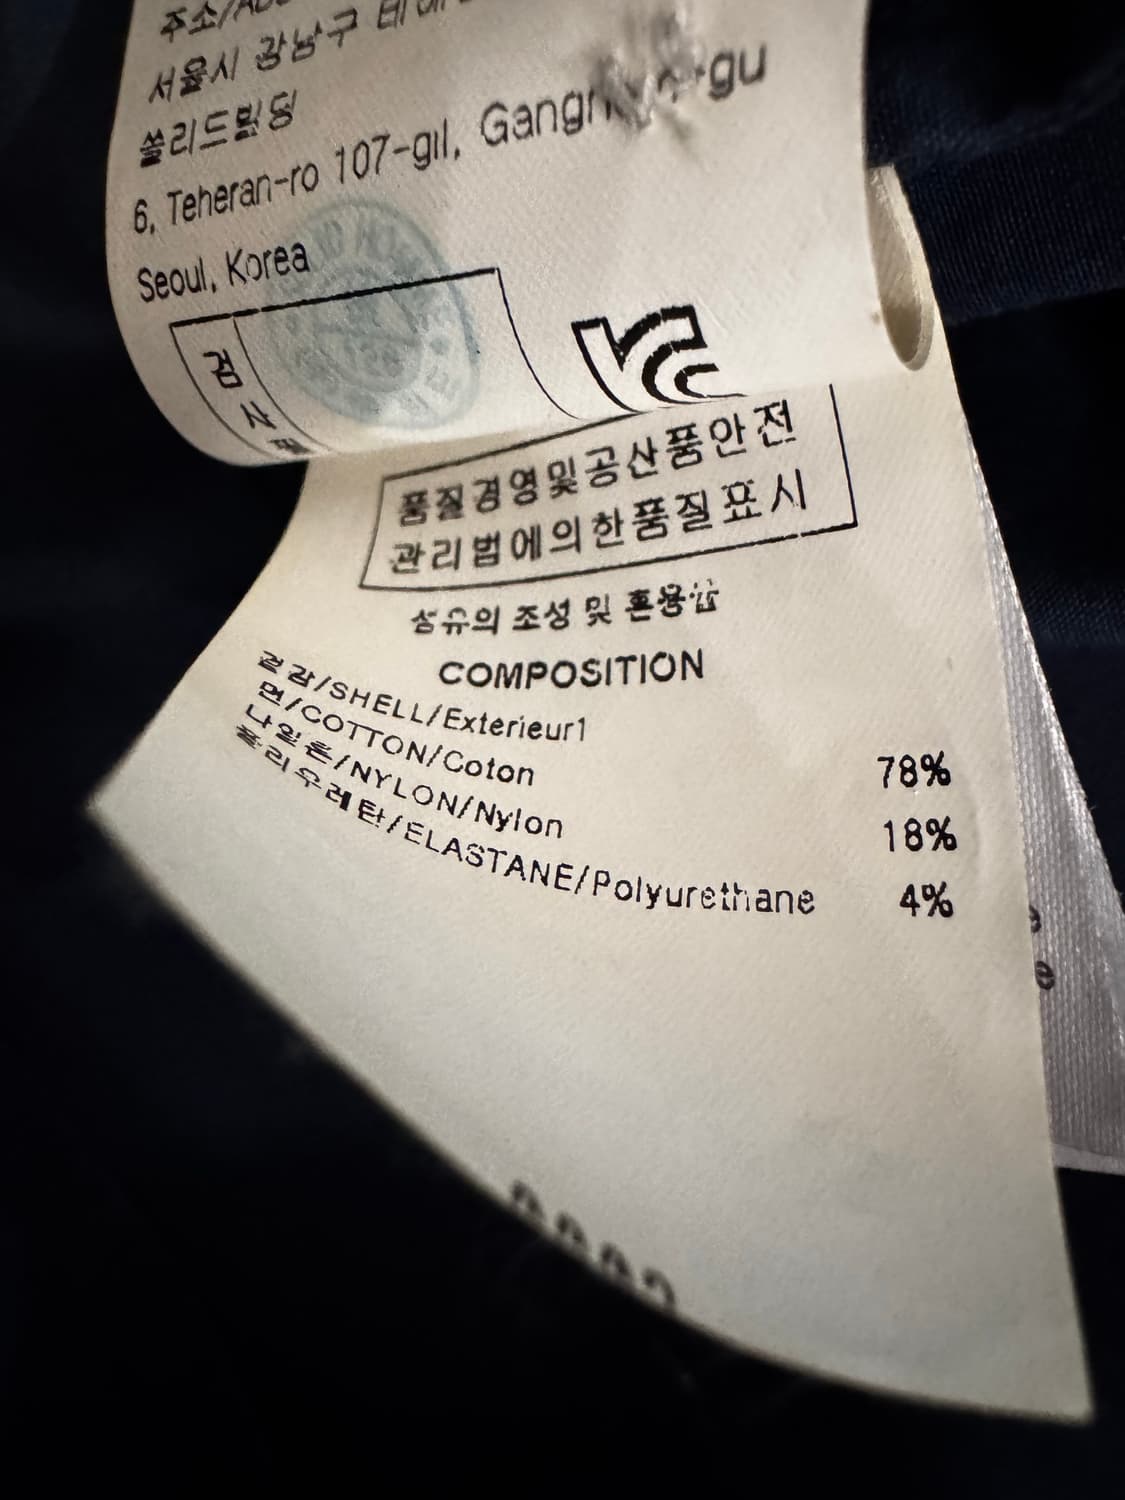 서울시 강남구
쏠리드빌딩
6, Teheran-ro 107-gil,
Seoul, Korea
검사
품질경영및공산품안전
관리법에의한품질표시
섬유의 조성 및 혼용율
COMPOSITION
겉감/SHELL/Exterieur1
면/COTTON/Coton 78%
나일론/NYLON/Nylon 18%
폴리우레탄/ELASTANE/Polyurethane 4%